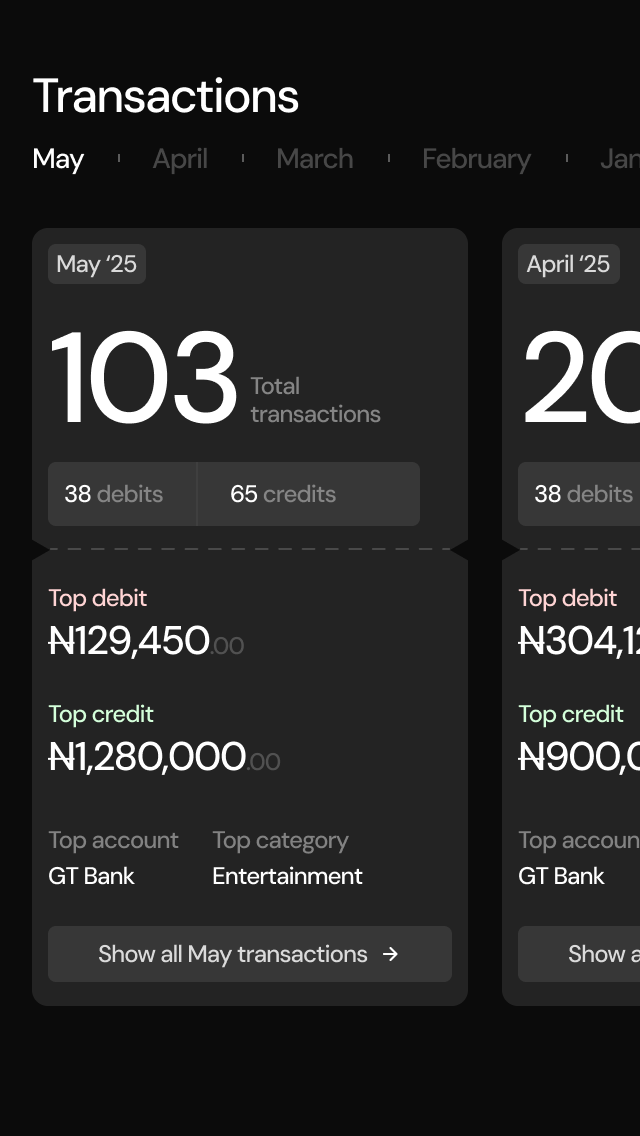 Transactions
May April March February Jan
May ‘25
103 Total
transactions
38 debits 65 credits
Top debit
₦129,450.00
Top credit
₦1,280,000.00
Top account Top category
GT Bank Entertainment
Show all May transactions →
April ‘25
20
38 debits
Top debit
₦304,12
Top credit
₦900,0
Top accoun
GT Bank
Show a